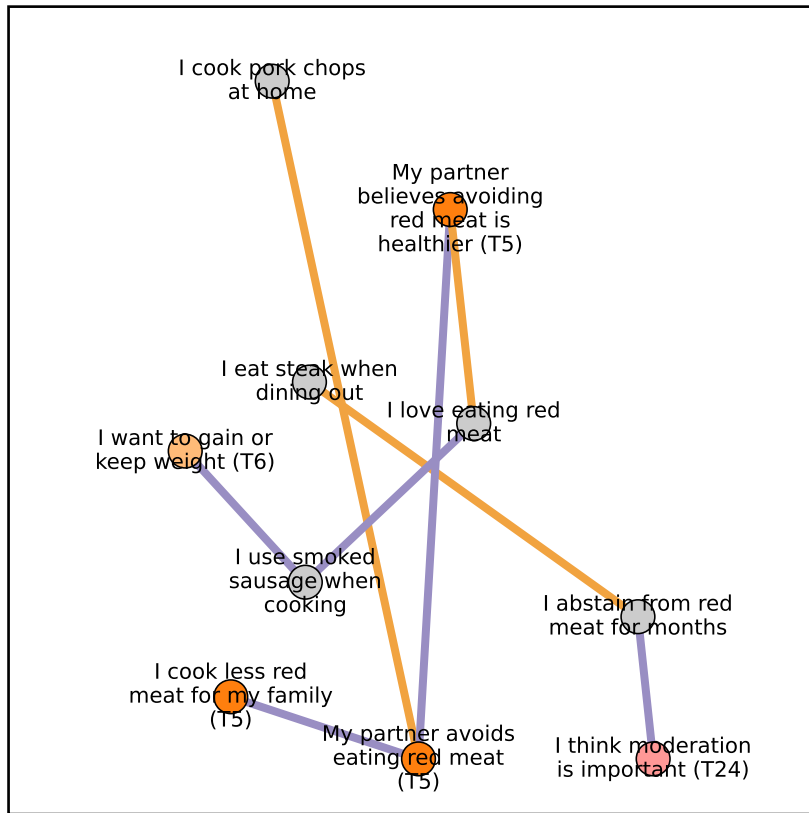 I cook pork chops
at home
My partner
believes avoiding
red meat is
healthier (T5)
I eat steak when
dining out
I love eating red
meat
I want to gain or
keep weight (T6)
I use smoked
sausage when
cooking
I abstain from red
meat for months
I cook less red
meat for my family
(T5)
My partner avoids
eating red meat
(T5)
I think moderation
is important (T24)